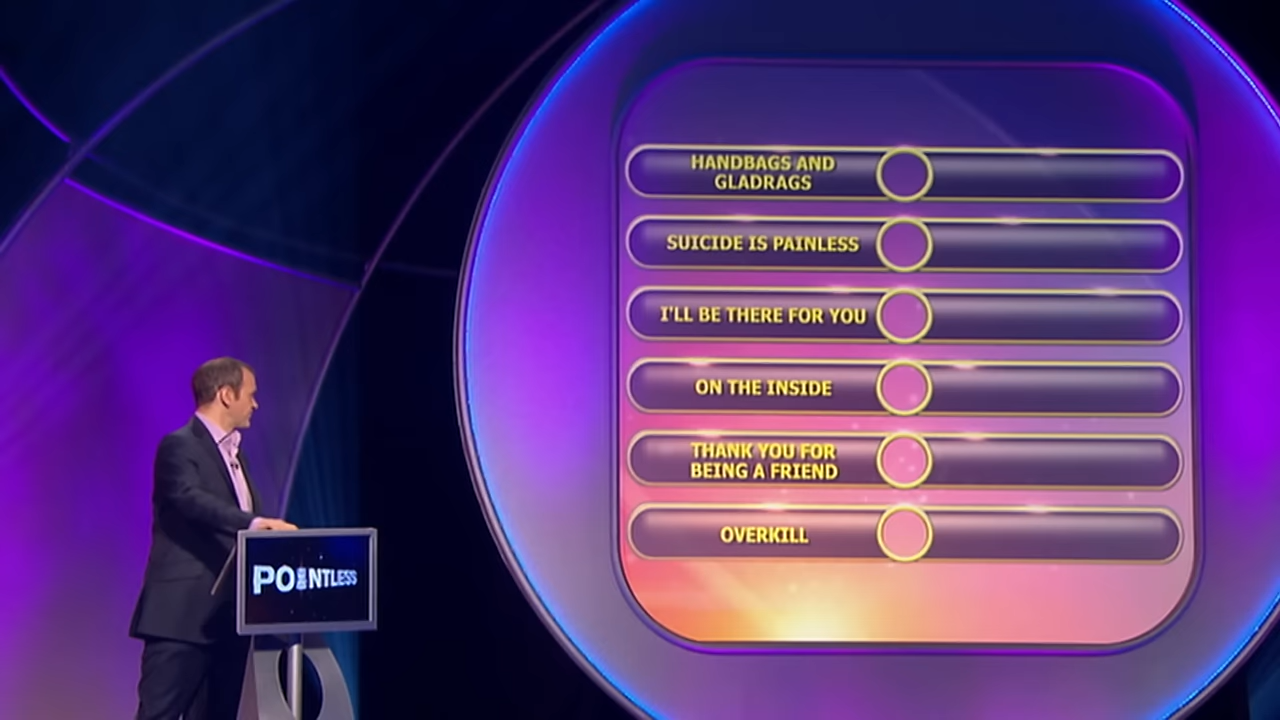 HANDBAGS AND
GLADRAGS
SUICIDE IS PAINLESS
I'LL BE THERE FOR YOU
ON THE INSIDE
THANK YOU FOR
BEING A FRIEND
OVERKILL
POINTLESS